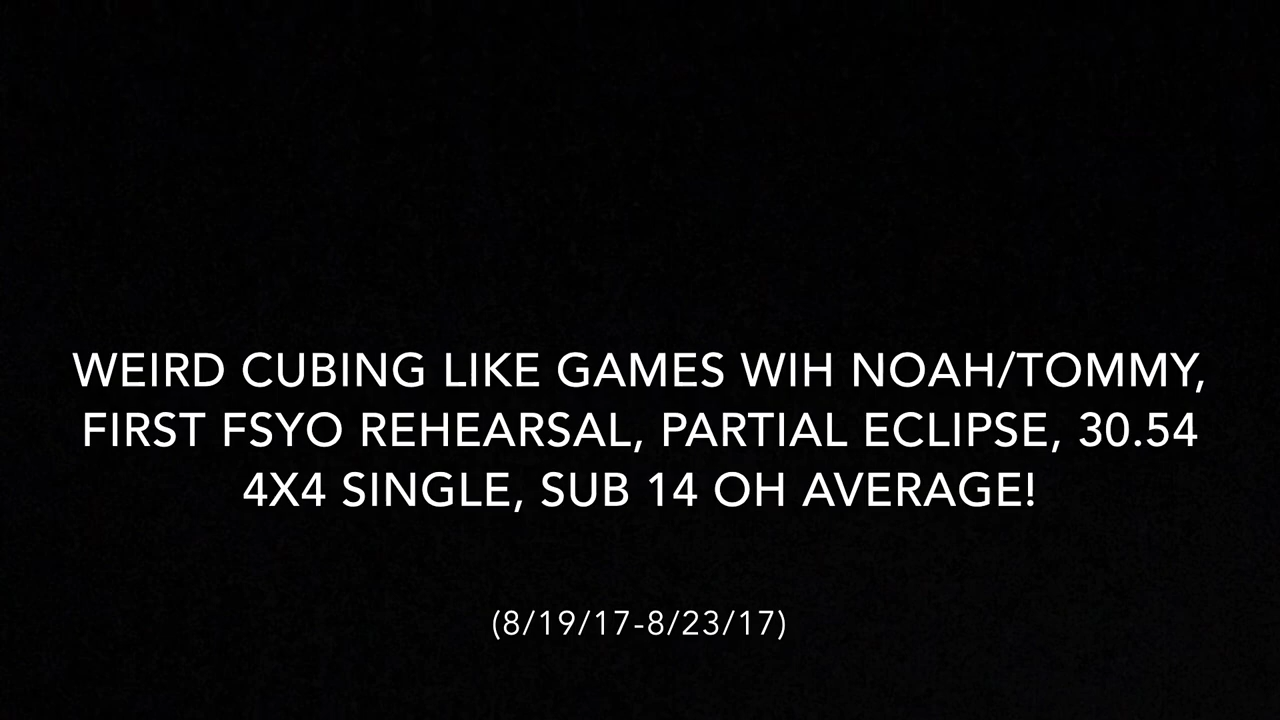 WEIRD CUBING LIKE GAMES WIH NOAH/TOMMY,
FIRST FSYO REHEARSAL, PARTIAL ECLIPSE, 30.54
4X4 SINGLE, SUB 14 OH AVERAGE!
(8/19/17-8/23/17)